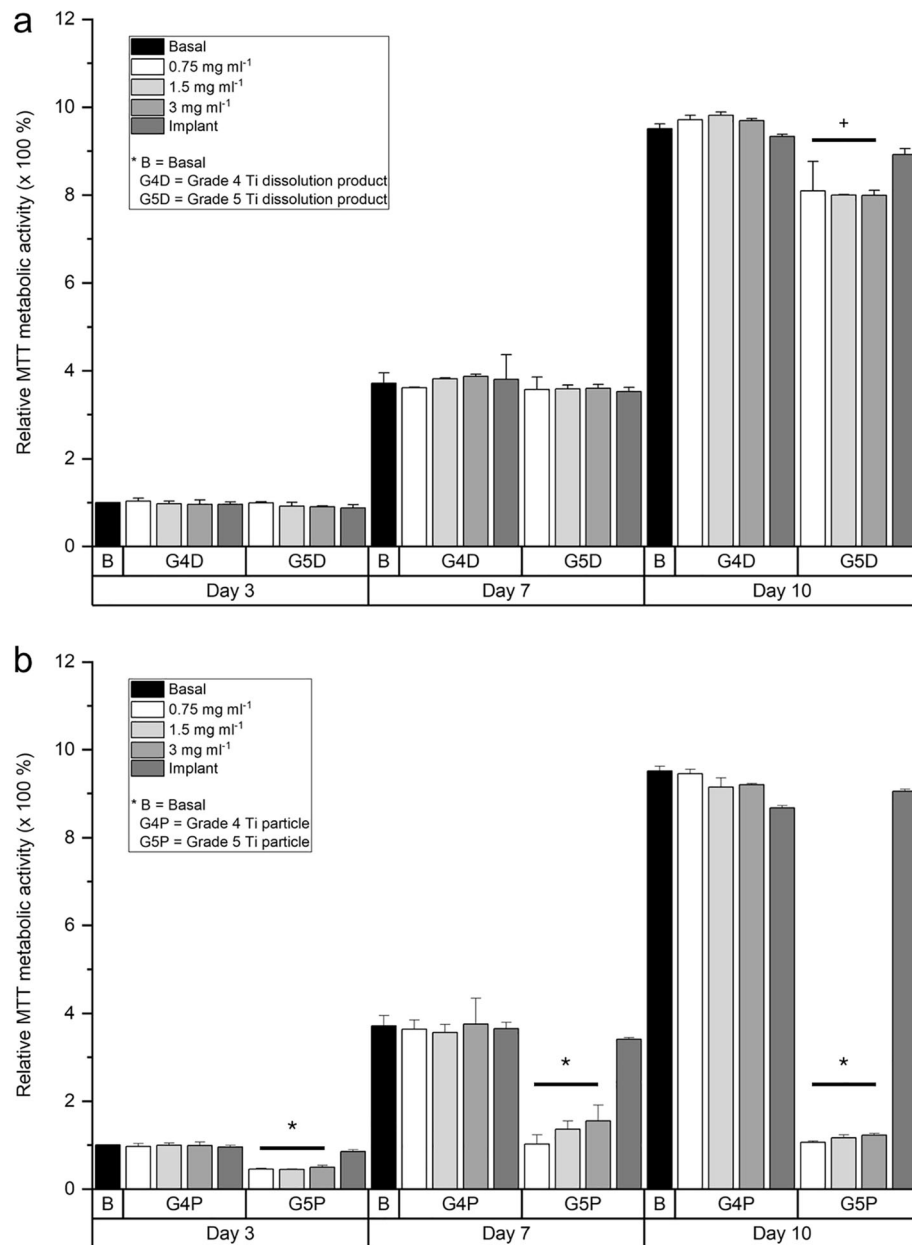 a
Relative MTT metabolic activity (x 100 %)
12
10
8
6
4
2
0
Basal
0.75 mg ml⁻¹
1.5 mg ml⁻¹
3 mg ml⁻¹
Implant
* B = Basal
G4D = Grade 4 Ti dissolution product
G5D = Grade 5 Ti dissolution product
+
B G4D G5D B G4D G5D B G4D G5D
Day 3 Day 7 Day 10
b
Relative MTT metabolic activity (x 100 %)
12
10
8
6
4
2
0
Basal
0.75 mg ml⁻¹
1.5 mg ml⁻¹
3 mg ml⁻¹
Implant
* B = Basal
G4P = Grade 4 Ti particle
G5P = Grade 5 Ti particle
* * *
B G4P G5P B G4P G5P B G4P G5P
Day 3 Day 7 Day 10